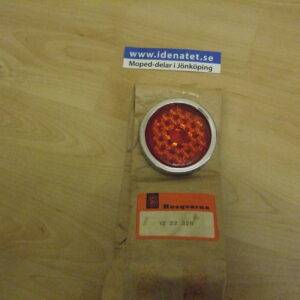 www.idenatet.se
Moped-delar i Jönköping
Husqvarna